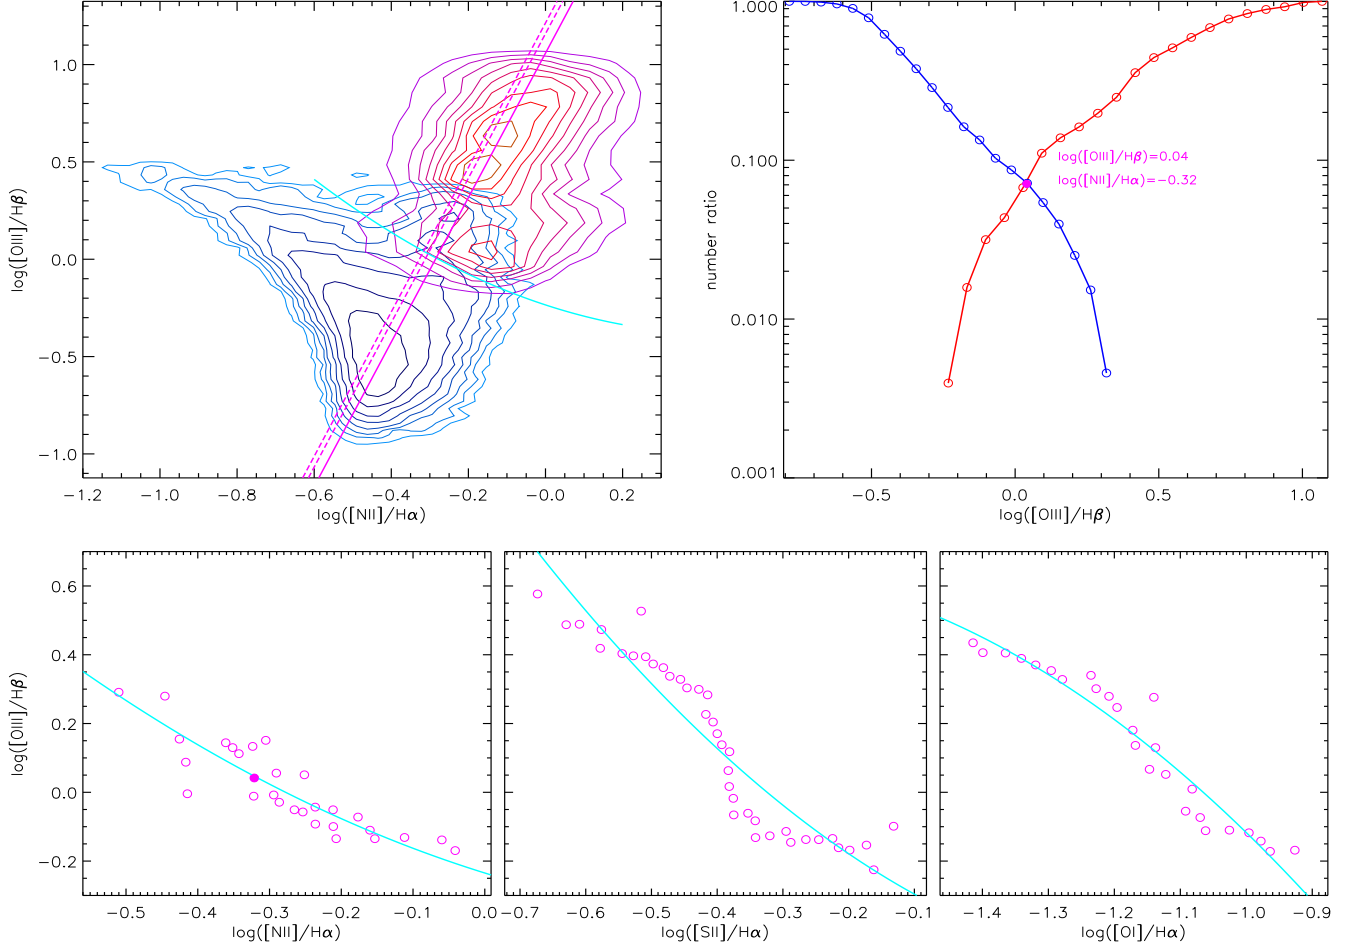 1.0
0.5
0.0
−0.5
−1.0
log([OIII]/Hβ)
−1.2 −1.0 −0.8 −0.6 −0.4 −0.2 −0.0 0.2
log([NII]/Hα)
1.000
0.100
0.010
0.001
number ratio
log([OIII]/Hβ)=0.04
log([NII]/Hα)=−0.32
−0.5 0.0 0.5 1.0
log([OIII]/Hβ)
0.6
0.4
0.2
0.0
−0.2
log([OIII]/Hβ)
−0.5 −0.4 −0.3 −0.2 −0.1 0.0
log([NII]/Hα)
−0.7 −0.6 −0.5 −0.4 −0.3 −0.2 −0.1
log([SII]/Hα)
−1.4 −1.3 −1.2 −1.1 −1.0 −0.9
log([OI]/Hα)